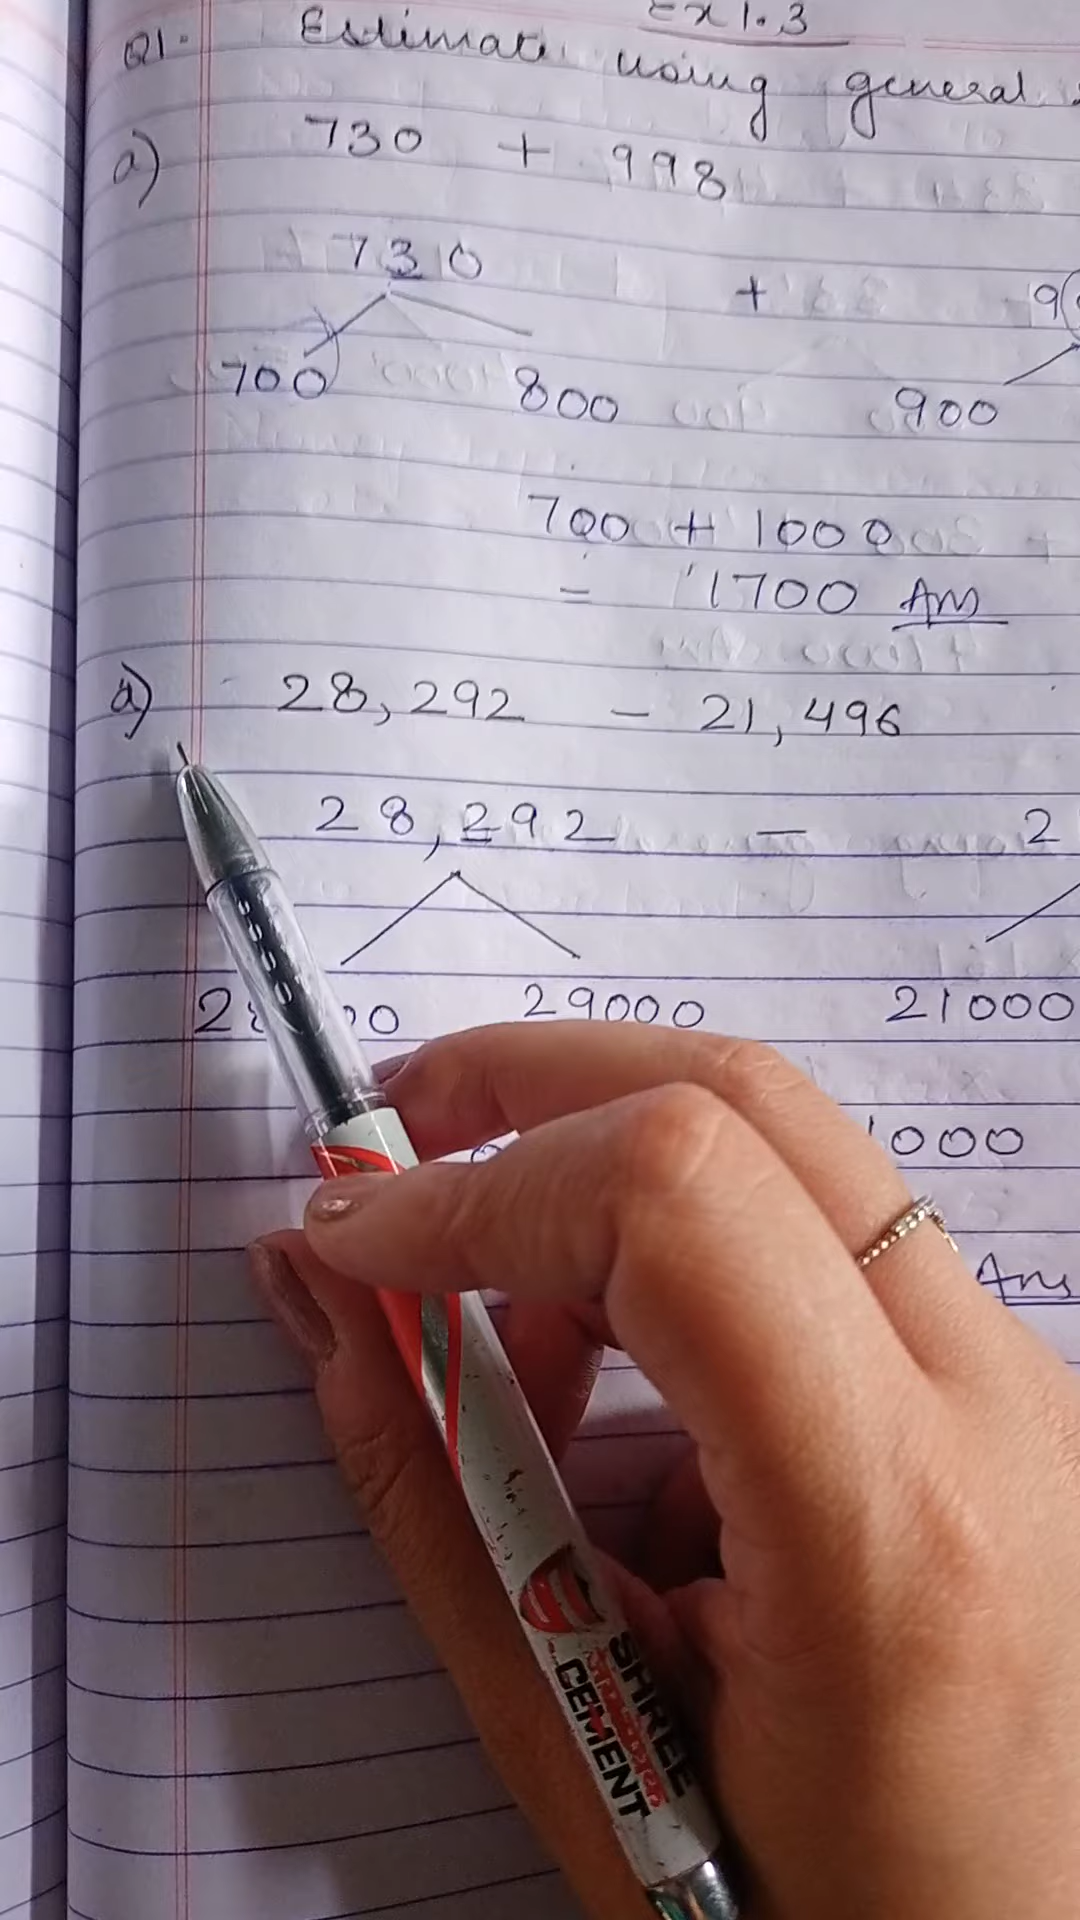 Ex 1.3
Q1. Estimate using general
a) 730 + 998
730 + 9
700 800 900
700 + 1000
= 1700 Ans
d) 28,292 - 21,496
28,292 - 2
29000 21000
000
Ans
SHREE
CEMENT